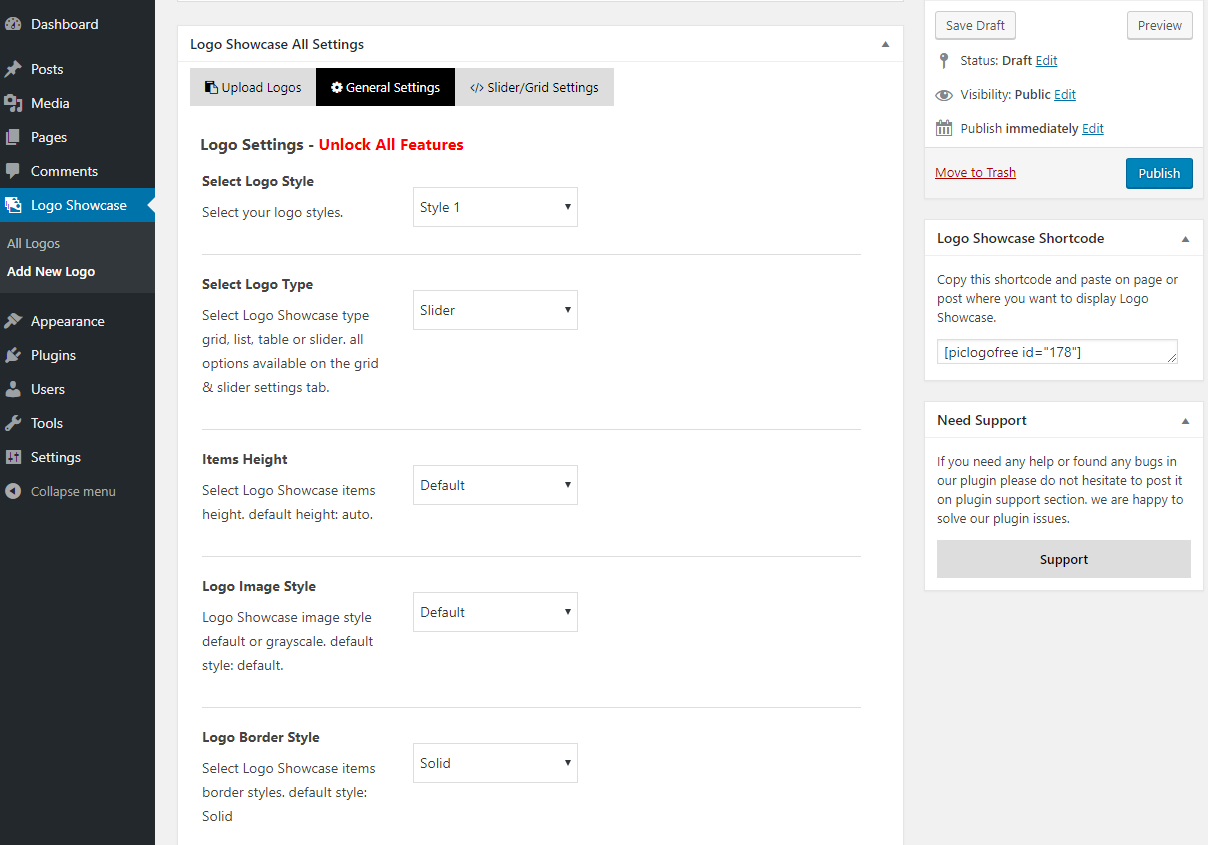 Dashboard
Posts
Media
Pages
Comments
Logo Showcase
All Logos
Add New Logo
Appearance
Plugins
Users
Tools
Settings
Collapse menu
Logo Showcase All Settings
Upload Logos
General Settings
</> Slider/Grid Settings
Logo Settings - Unlock All Features
Select Logo Style
Select your logo styles.
Style 1
Select Logo Type
Select Logo Showcase type
grid, list, table or slider. all
options available on the grid
& slider settings tab.
Slider
Items Height
Select Logo Showcase items
height. default height: auto.
Default
Logo Image Style
Logo Showcase image style
default or grayscale. default
style: default.
Default
Logo Border Style
Select Logo Showcase items
border styles. default style:
Solid
Solid
Save Draft
Preview
Status: Draft Edit
Visibility: Public Edit
Publish immediately Edit
Move to Trash
Publish
Logo Showcase Shortcode
Copy this shortcode and paste on page or
post where you want to display Logo
Showcase.
[piclogofree id="178"]
Need Support
If you need any help or found any bugs in
our plugin please do not hesitate to post it
on plugin support section. we are happy to
solve our plugin issues.
Support